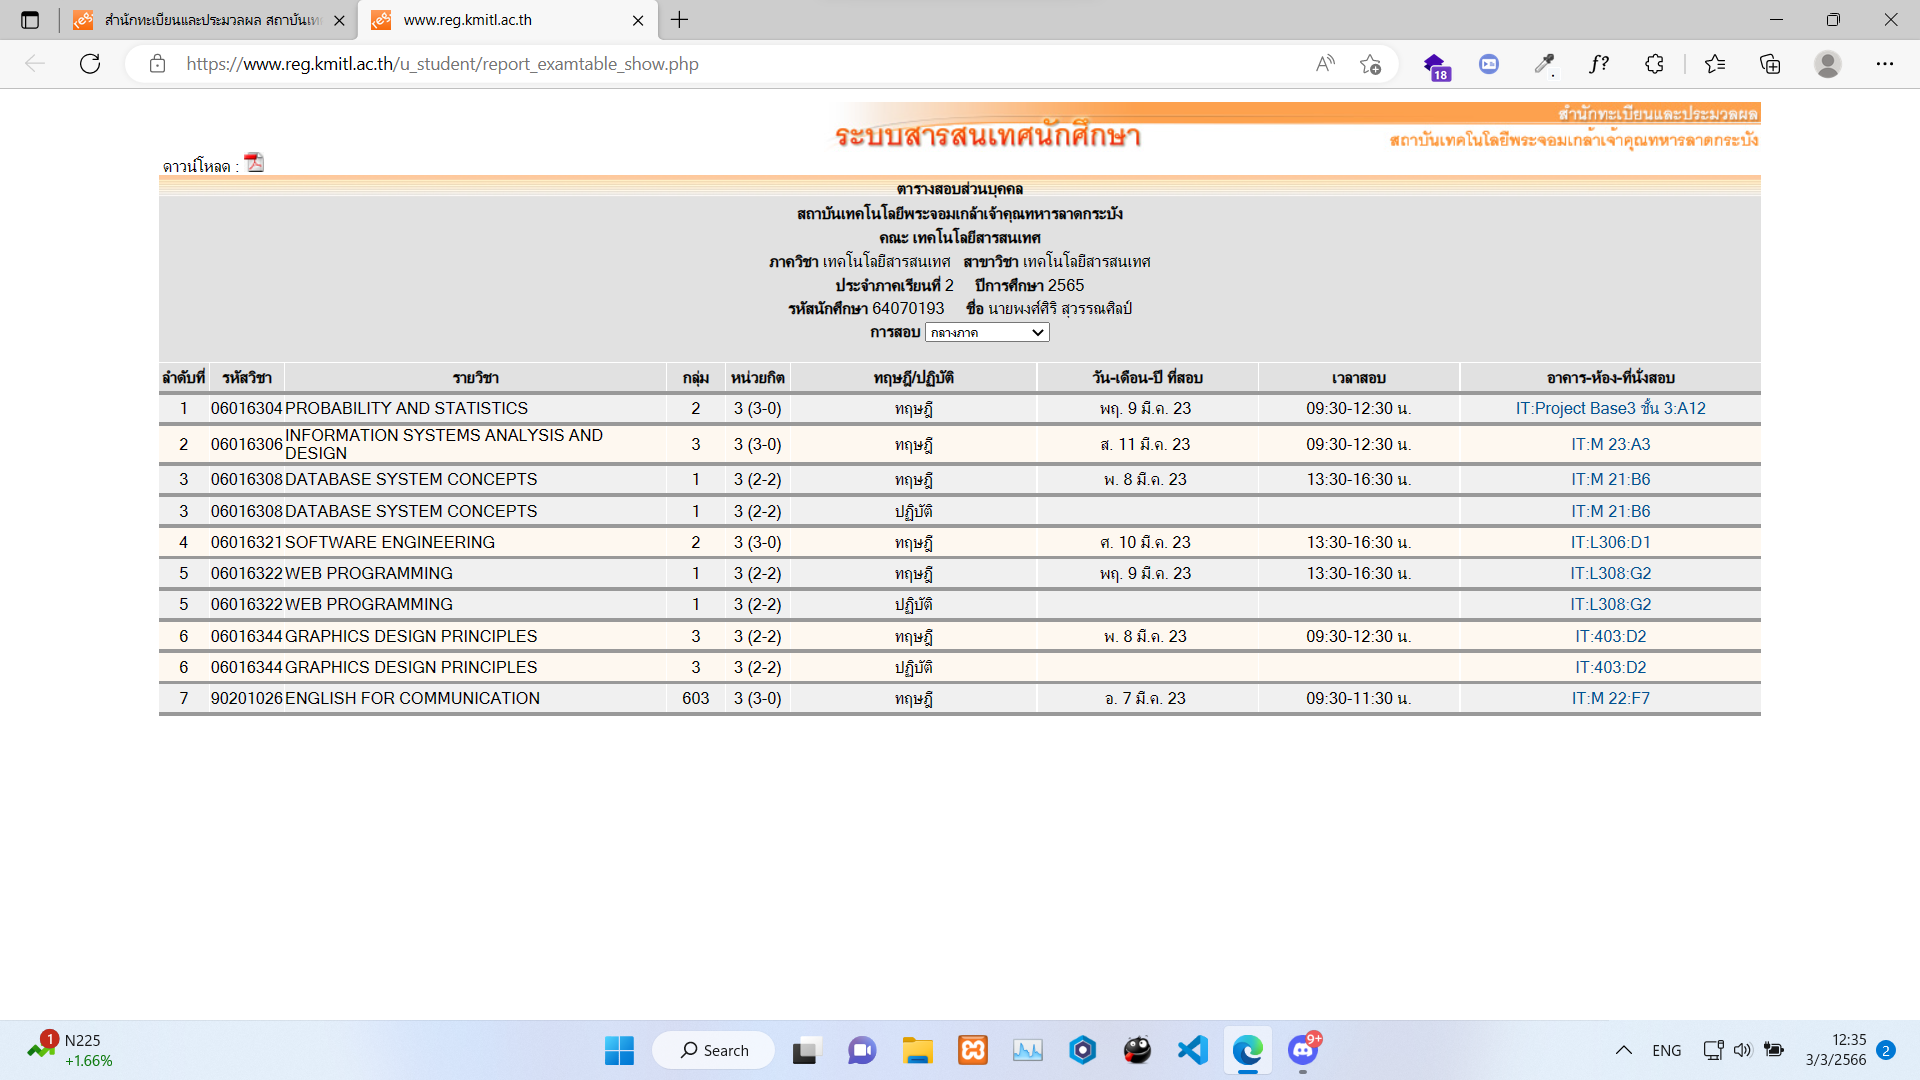 สำนักทะเบียนและประมวลผล สถาบันเท
www.reg.kmitl.ac.th
https://www.reg.kmitl.ac.th/u_student/report_examtable_show.php
18
สำนักทะเบียนและประมวลผล
ระบบสารสนเทศนักศึกษา
สถาบันเทคโนโลยีพระจอมเกล้าเจ้าคุณทหารลาดกระบัง
ดาวน์โหลด :
ตารางสอบส่วนบุคคล
สถาบันเทคโนโลยีพระจอมเกล้าเจ้าคุณทหารลาดกระบัง
คณะ เทคโนโลยีสารสนเทศ
ภาควิชา เทคโนโลยีสารสนเทศ สาขาวิชา เทคโนโลยีสารสนเทศ
ประจำภาคเรียนที่ 2 ปีการศึกษา 2565
รหัสนักศึกษา 64070193 ชื่อ นายพงศ์ศิริ สุวรรณศิลป์
การสอบ กลางภาค
ลำดับที่ รหัสวิชา รายวิชา กลุ่ม หน่วยกิต ทฤษฎี/ปฏิบัติ วัน-เดือน-ปี ที่สอบ เวลาสอบ อาคาร-ห้อง-ที่นั่งสอบ
1 06016304 PROBABILITY AND STATISTICS 2 3 (3-0) ทฤษฎี พฤ. 9 มี.ค. 23 09:30-12:30 น. IT:Project Base3 ชั้น 3:A12
2 06016306 INFORMATION SYSTEMS ANALYSIS AND DESIGN 3 3 (3-0) ทฤษฎี ส. 11 มี.ค. 23 09:30-12:30 น. IT:M 23:A3
3 06016308 DATABASE SYSTEM CONCEPTS 1 3 (2-2) ทฤษฎี พ. 8 มี.ค. 23 13:30-16:30 น. IT:M 21:B6
3 06016308 DATABASE SYSTEM CONCEPTS 1 3 (2-2) ปฏิบัติ IT:M 21:B6
4 06016321 SOFTWARE ENGINEERING 2 3 (3-0) ทฤษฎี ศ. 10 มี.ค. 23 13:30-16:30 น. IT:L306:D1
5 06016322 WEB PROGRAMMING 1 3 (2-2) ทฤษฎี พฤ. 9 มี.ค. 23 13:30-16:30 น. IT:L308:G2
5 06016322 WEB PROGRAMMING 1 3 (2-2) ปฏิบัติ IT:L308:G2
6 06016344 GRAPHICS DESIGN PRINCIPLES 3 3 (2-2) ทฤษฎี พ. 8 มี.ค. 23 09:30-12:30 น. IT:403:D2
6 06016344 GRAPHICS DESIGN PRINCIPLES 3 3 (2-2) ปฏิบัติ IT:403:D2
7 90201026 ENGLISH FOR COMMUNICATION 603 3 (3-0) ทฤษฎี อ. 7 มี.ค. 23 09:30-11:30 น. IT:M 22:F7
1 N225
+1.66%
Search
9+
ENG
12:35
3/3/2566
2